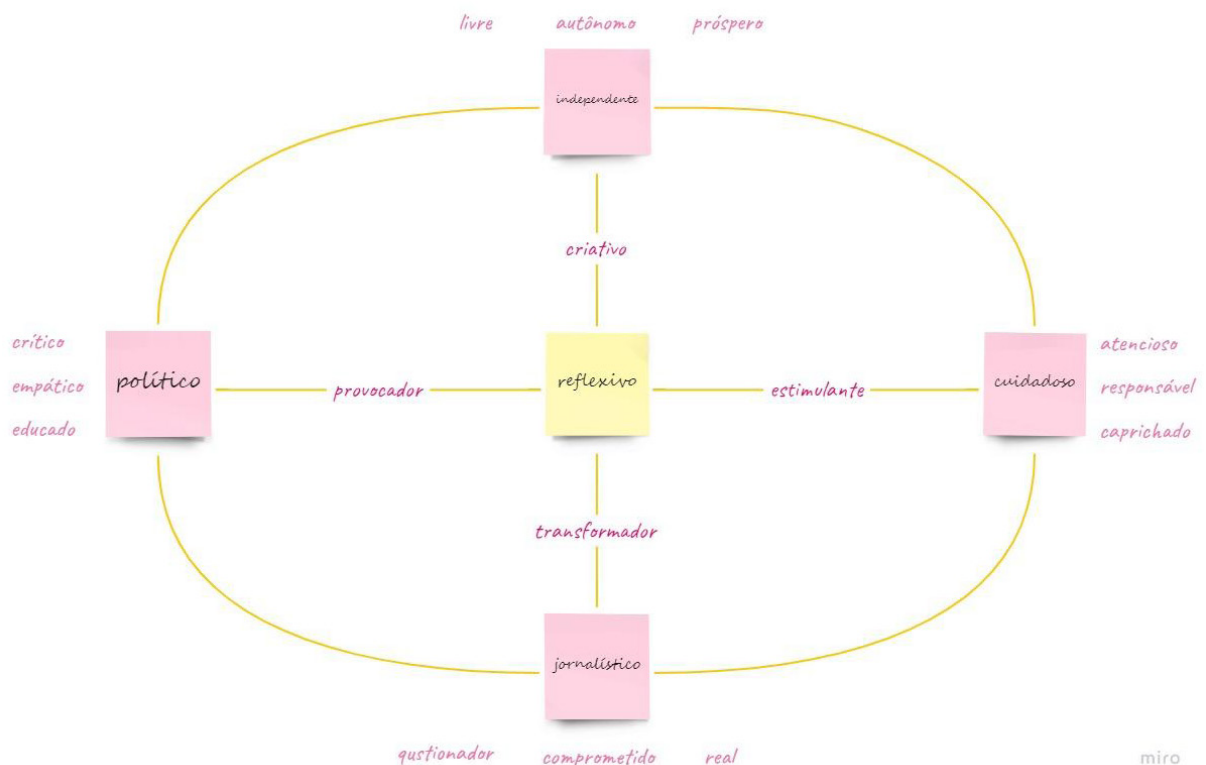 livre autônomo próspero
independente
criativo
crítico
empático
educado
político
provocador
reflexivo
estimulante
cuidadoso
atencioso
responsável
caprichado
transformador
jornalístico
qustionador comprometido real
miro